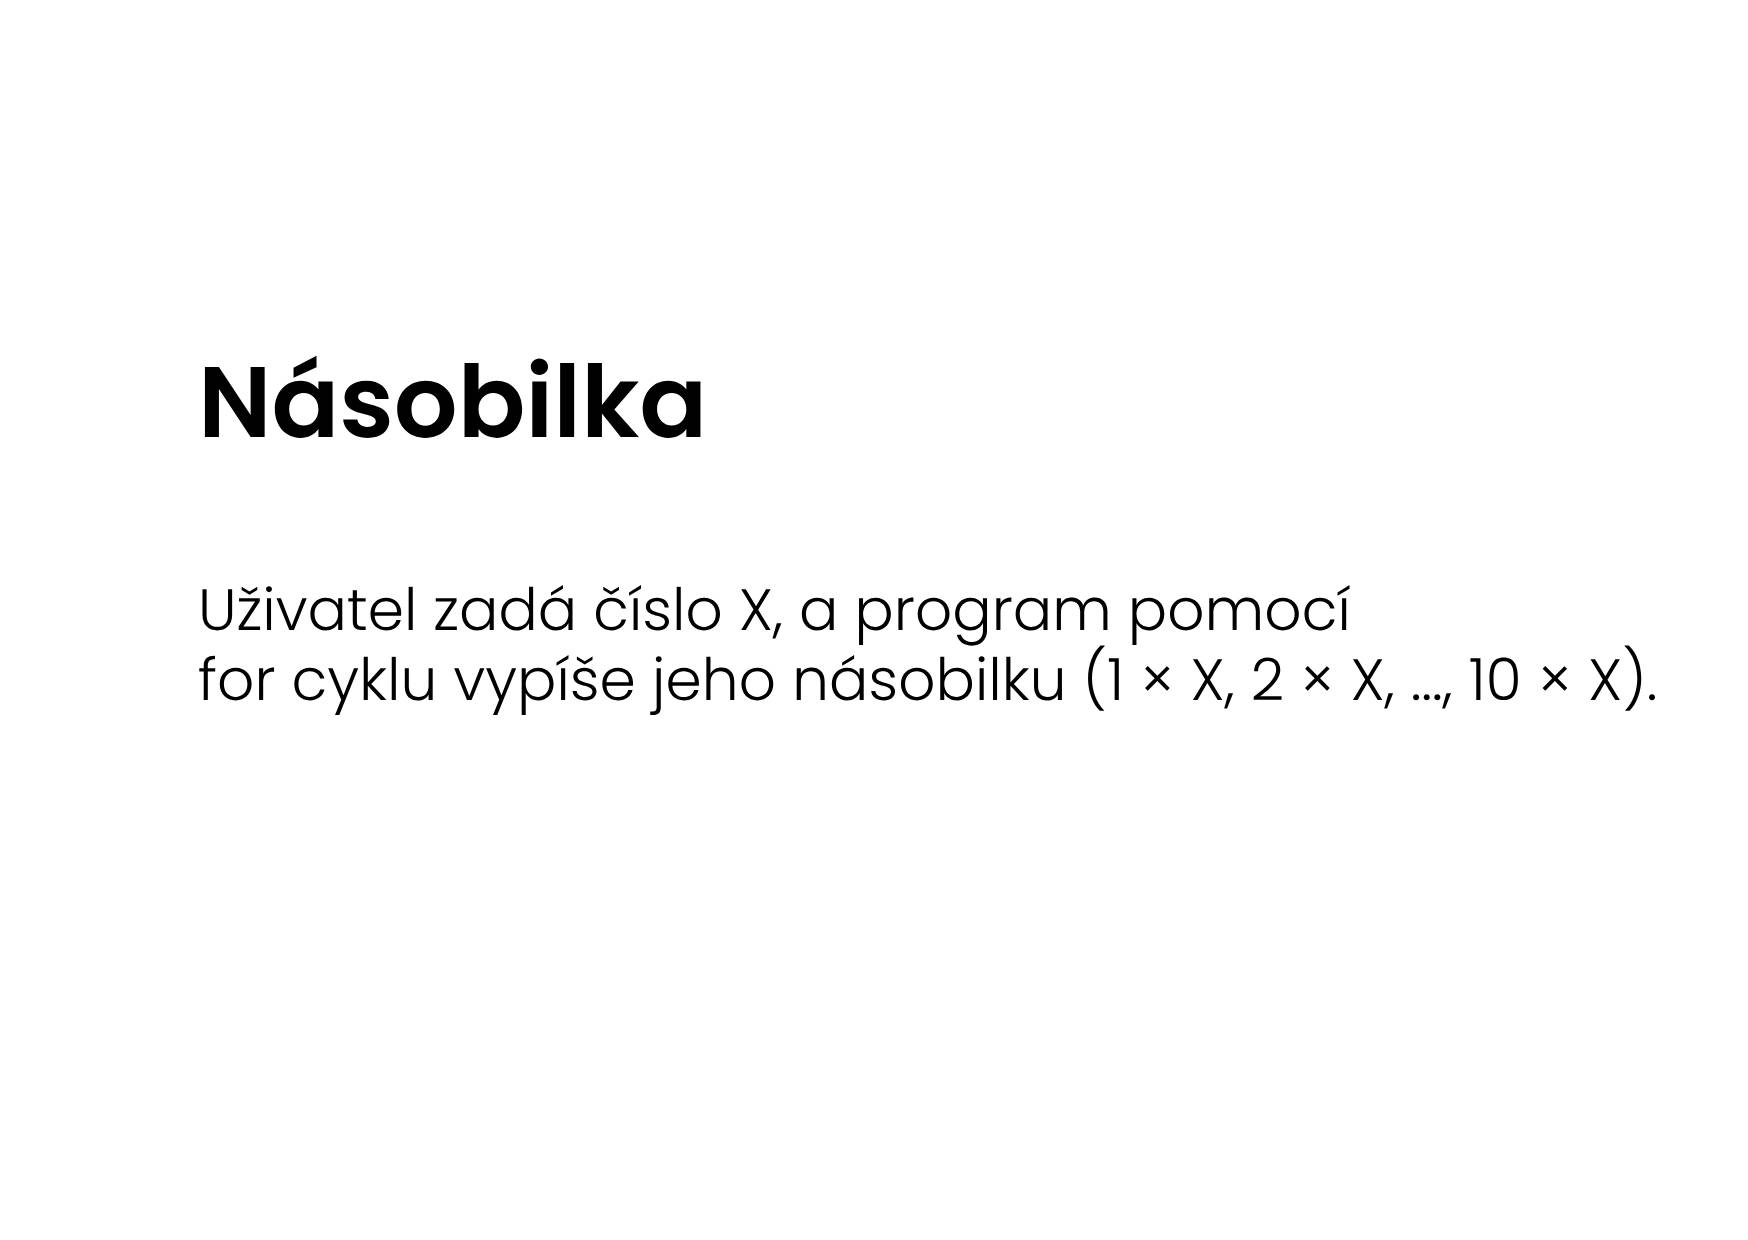 Násobilka
Uživatel zadá číslo X, a program pomocí
for cyklu vypíše jeho násobilku (1 × X, 2 × X, ..., 10 × X).